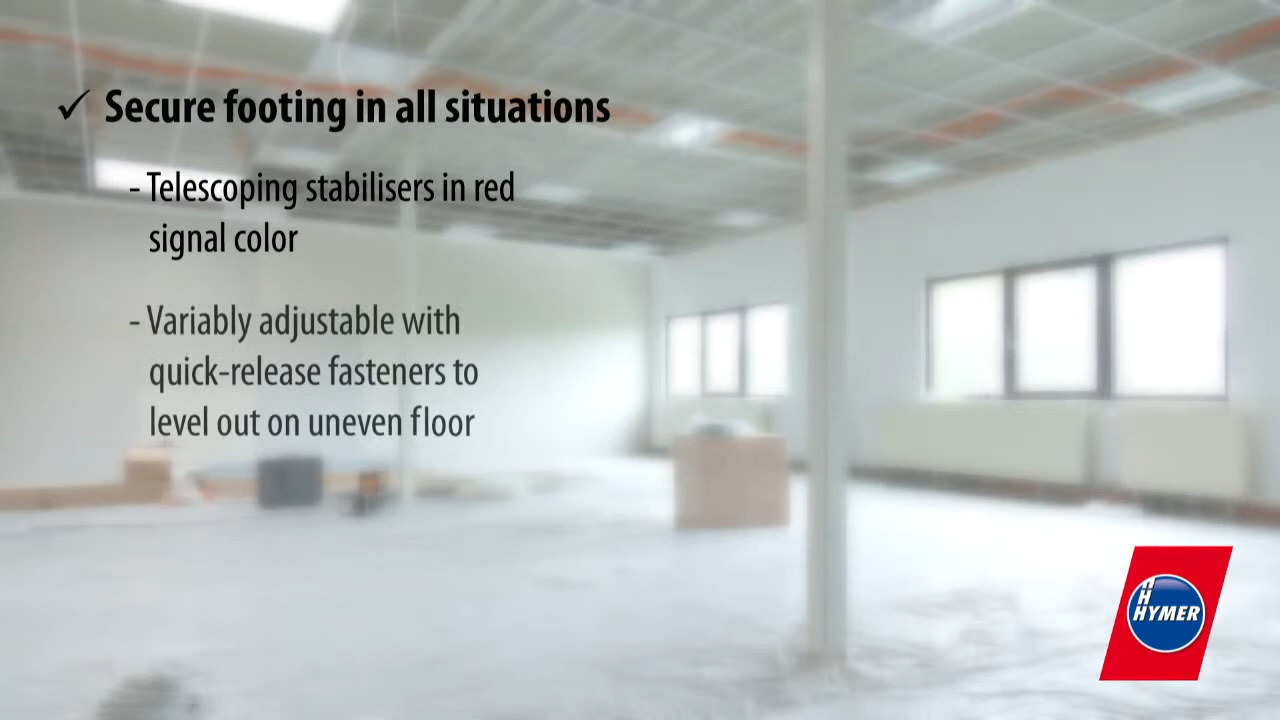 ✓ Secure footing in all situations
- Telescoping stabilisers in red
signal color
- Variably adjustable with
quick-release fasteners to
level out on uneven floor
HYMER